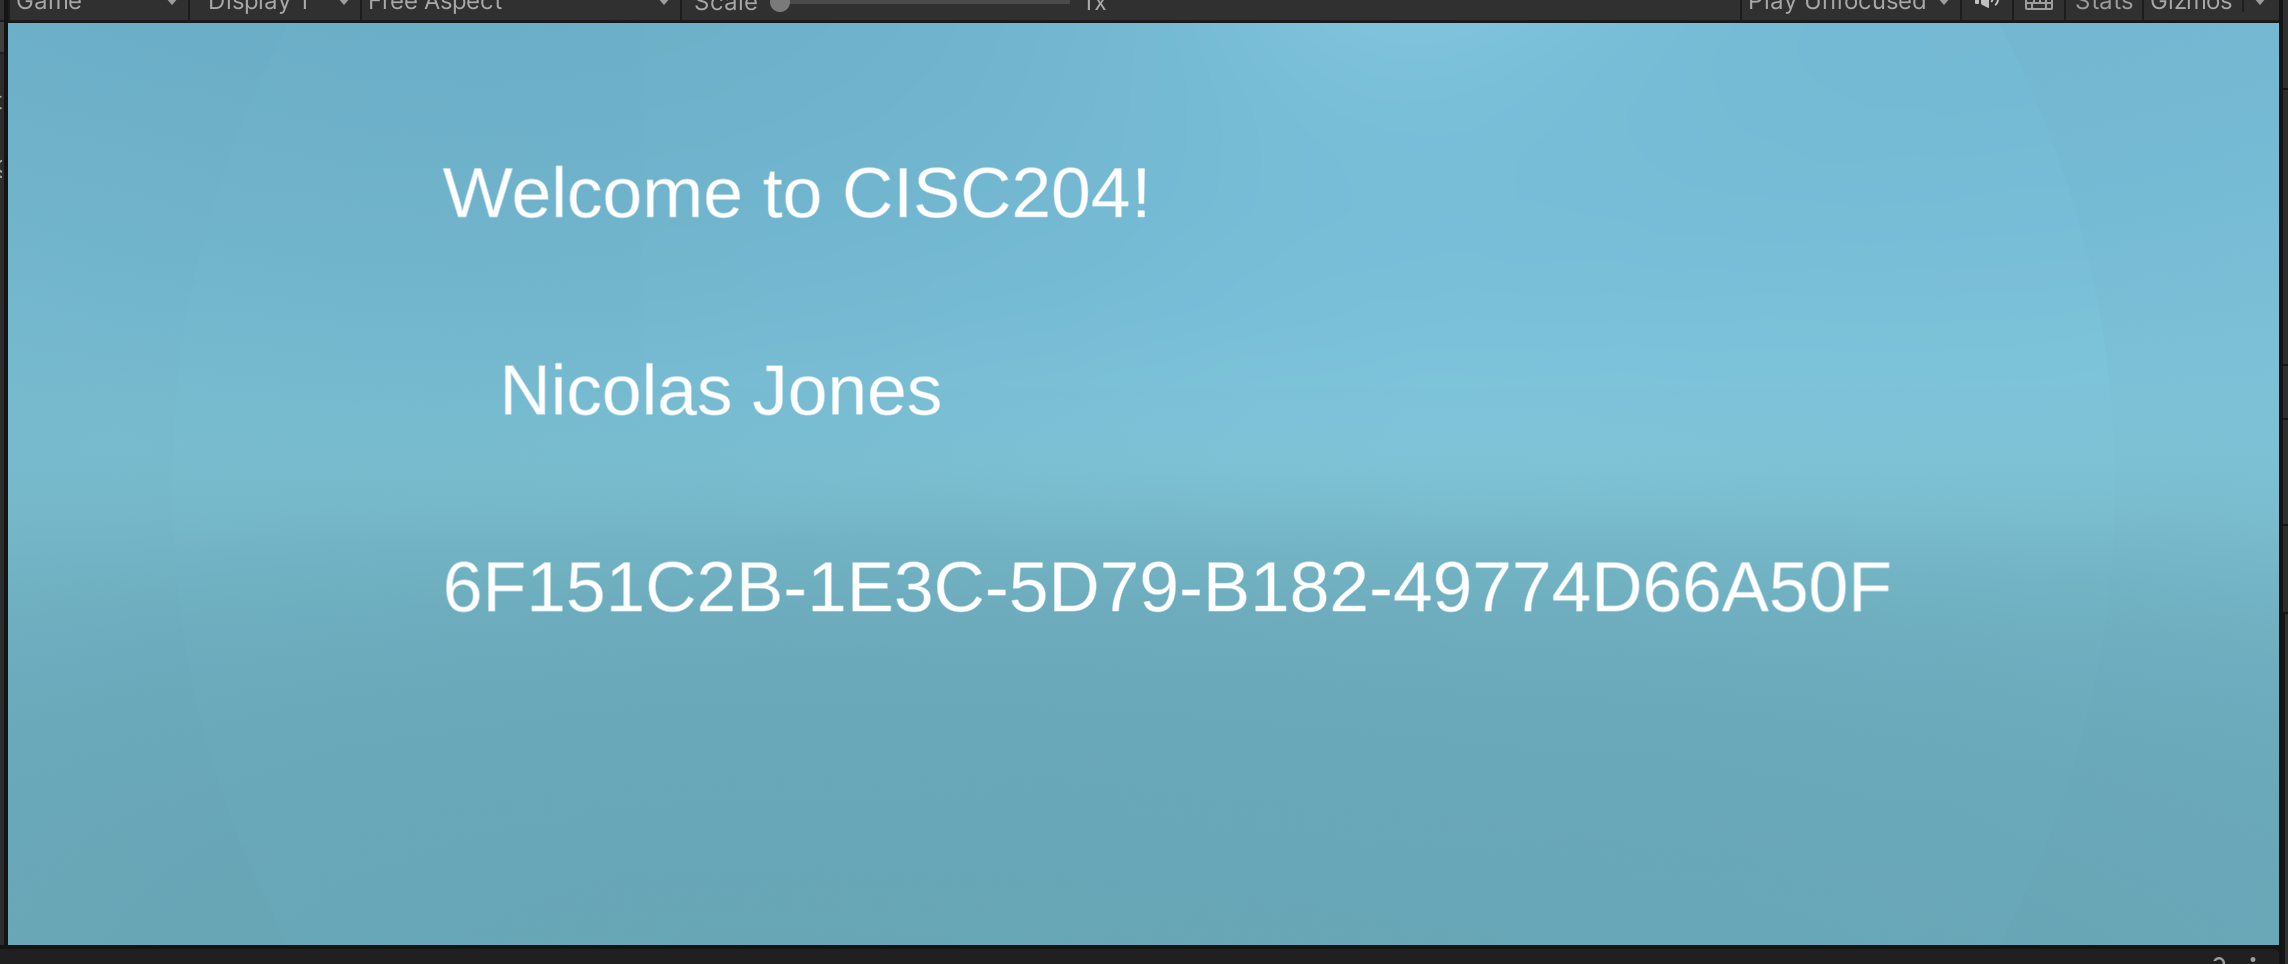 Game Display 1 Free Aspect Scale 1x Play Unfocused Stats Gizmos
Welcome to CISC204!
Nicolas Jones
6F151C2B-1E3C-5D79-B182-49774D66A50F